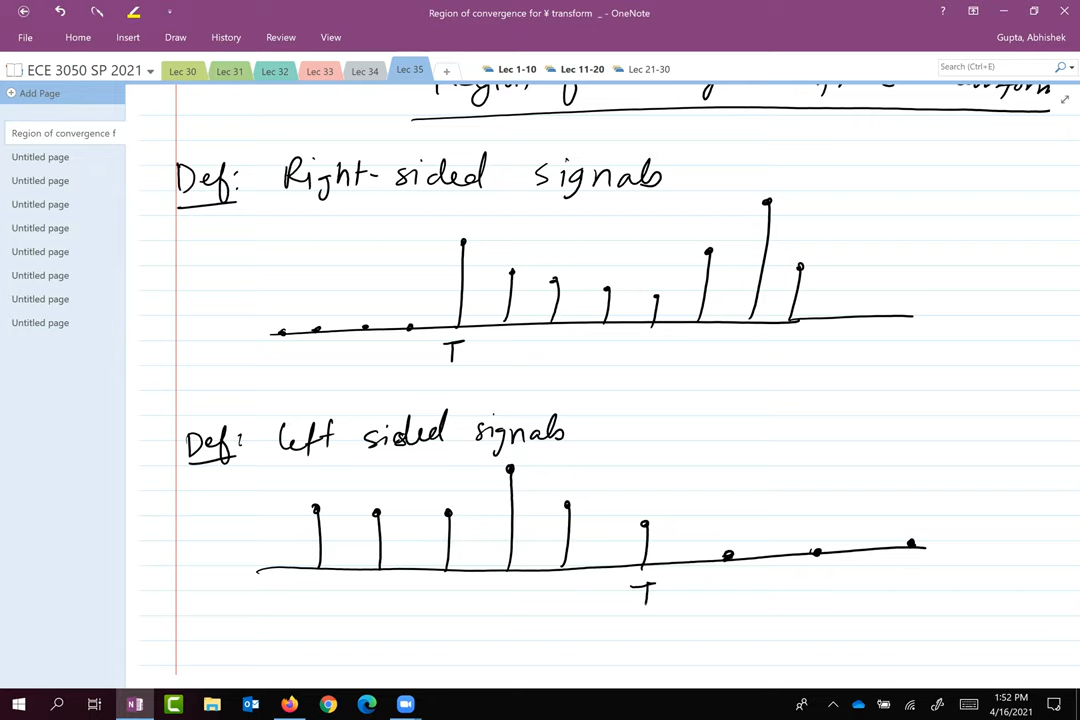 Region of convergence for ¥ transform _ - OneNote
File Home Insert Draw History Review View
Gupta, Abhishek
ECE 3050 SP 2021
Lec 30 Lec 31 Lec 32 Lec 33 Lec 34 Lec 35
Lec 1-10 Lec 11-20 Lec 21-30
Search (Ctrl+E)
Add Page
Region of convergence f
Untitled page
Untitled page
Untitled page
Untitled page
Untitled page
Untitled page
Untitled page
Untitled page
Region of
Def: Right-sided signals
T
Def: left sided signals
T
1:52 PM
4/16/2021